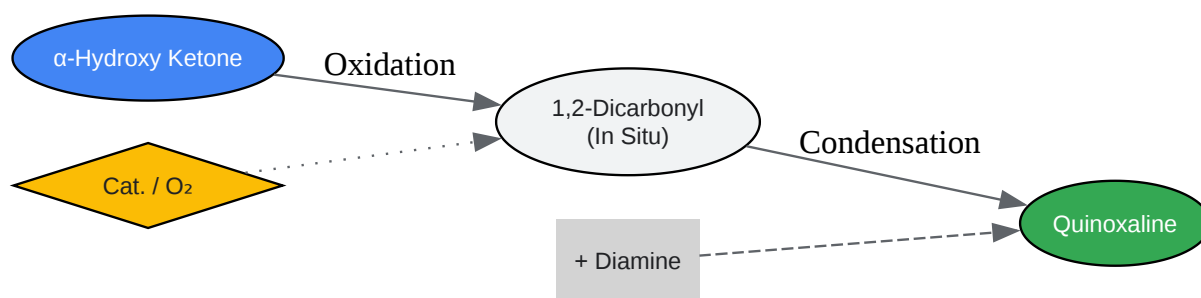 α-Hydroxy Ketone
Oxidation
1,2-Dicarbonyl
(In Situ)
Cat. / O₂
Condensation
+ Diamine
Quinoxaline